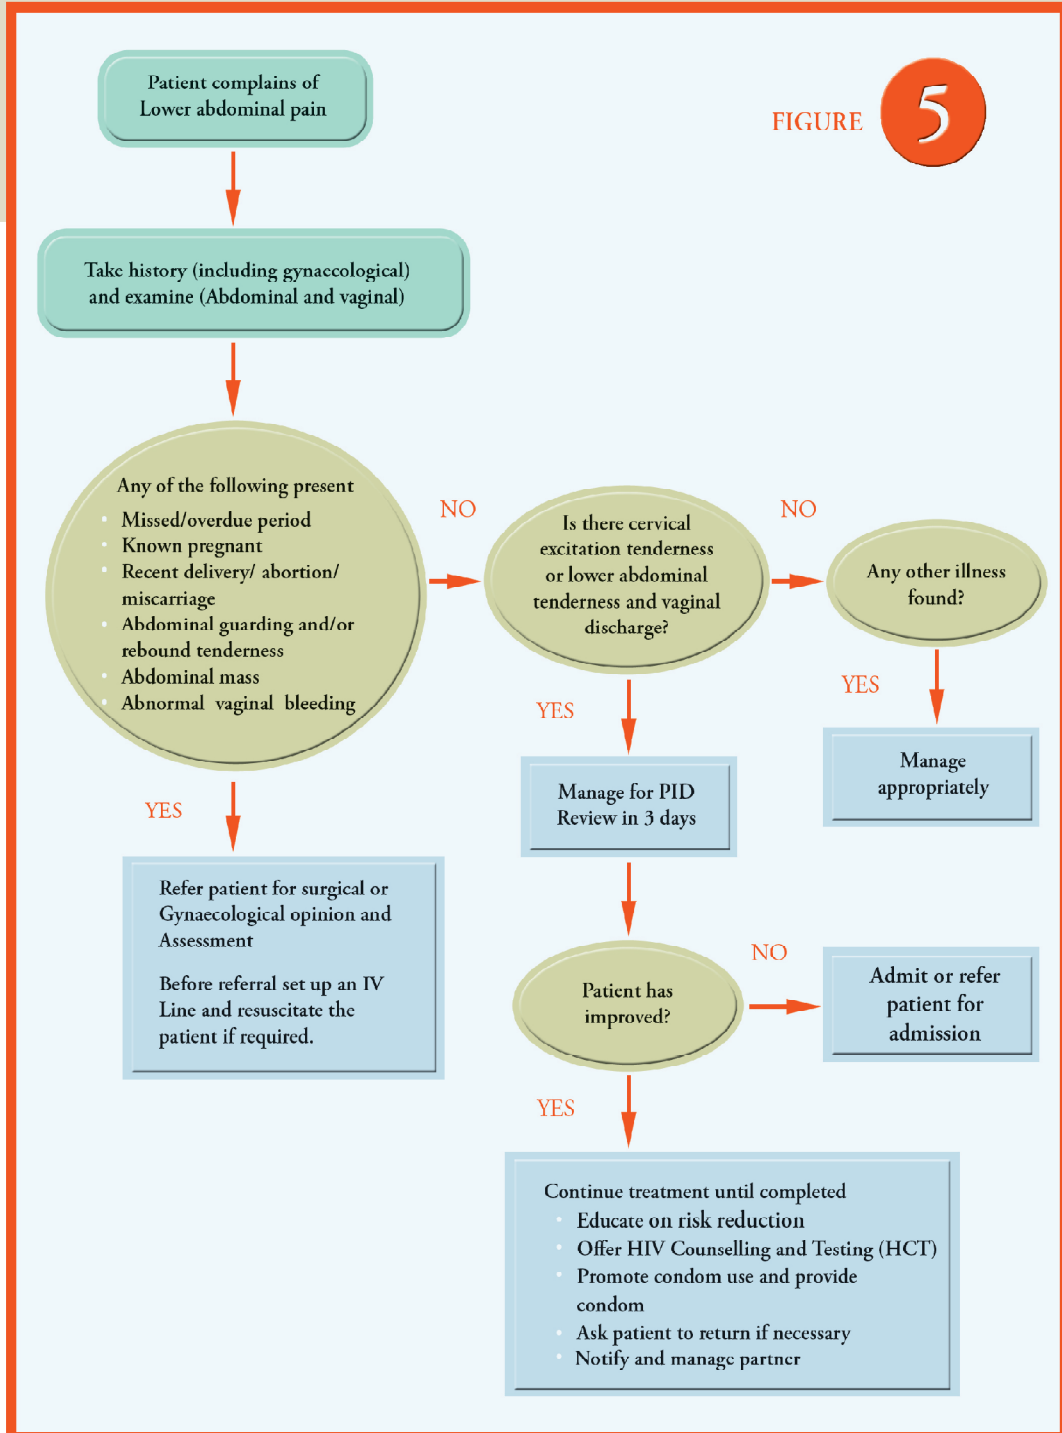 Patient complains of
Lower abdominal pain
FIGURE 5
Take history (including gynaecological)
and examine (Abdominal and vaginal)
Any of the following present
• Missed/overdue period
• Known pregnant
• Recent delivery/ abortion/
miscarriage
• Abdominal guarding and/or
rebound tenderness
• Abdominal mass
• Abnormal vaginal bleeding
NO
Is there cervical
excitation tenderness
or lower abdominal
tenderness and vaginal
discharge?
NO
Any other illness
found?
YES
Manage
appropriately
YES
Manage for PID
Review in 3 days
YES
Refer patient for surgical or
Gynaecological opinion and
Assessment
Before referral set up an IV
Line and resuscitate the
patient if required.
Patient has
improved?
NO
Admit or refer
patient for
admission
YES
Continue treatment until completed
• Educate on risk reduction
• Offer HIV Counselling and Testing (HCT)
• Promote condom use and provide
condom
• Ask patient to return if necessary
• Notify and manage partner